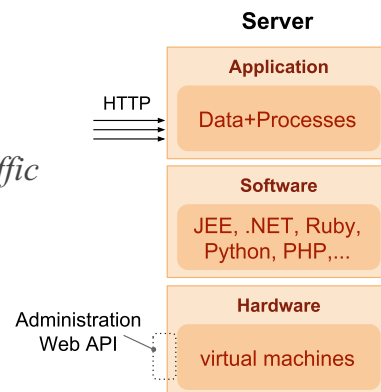 Server
Application
HTTP
Data+Processes
Software
JEE, .NET, Ruby,
Python, PHP,...
Hardware
Administration
Web API
virtual machines